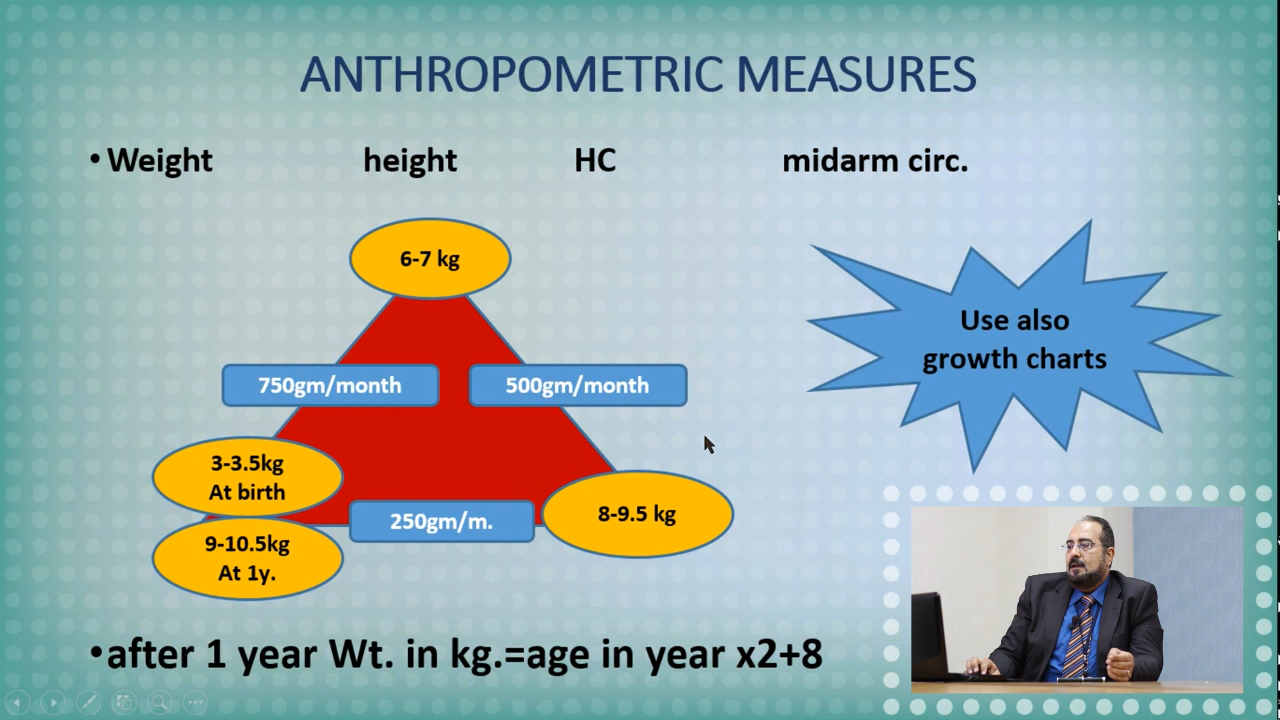 ANTHROPOMETRIC MEASURES
• Weight height HC midarm circ.
6-7 kg
Use also
growth charts
750gm/month 500gm/month
3-3.5kg
At birth
250gm/m. 8-9.5 kg
9-10.5kg
At 1y.
•after 1 year Wt. in kg.=age in year x2+8